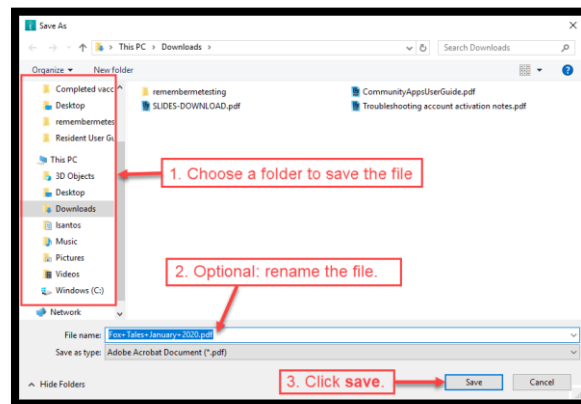 Save As
This PC > Downloads >
Search Downloads
Organize
New folder
Completed vacc
Desktop
remembermetes
Resident User Gu
This PC
3D Objects
Desktop
Downloads
lsantos
Music
Pictures
Videos
Windows (C:)
Network
remembermetesting
SLIDES-DOWNLOAD.pdf
CommunityAppsUserGuide.pdf
Troubleshooting account activation notes.pdf
1. Choose a folder to save the file
2. Optional: rename the file.
File name: Fox+Tales+January+2020.pdf
Save as type: Adobe Acrobat Document (*.pdf)
Hide Folders
3. Click save.
Save
Cancel